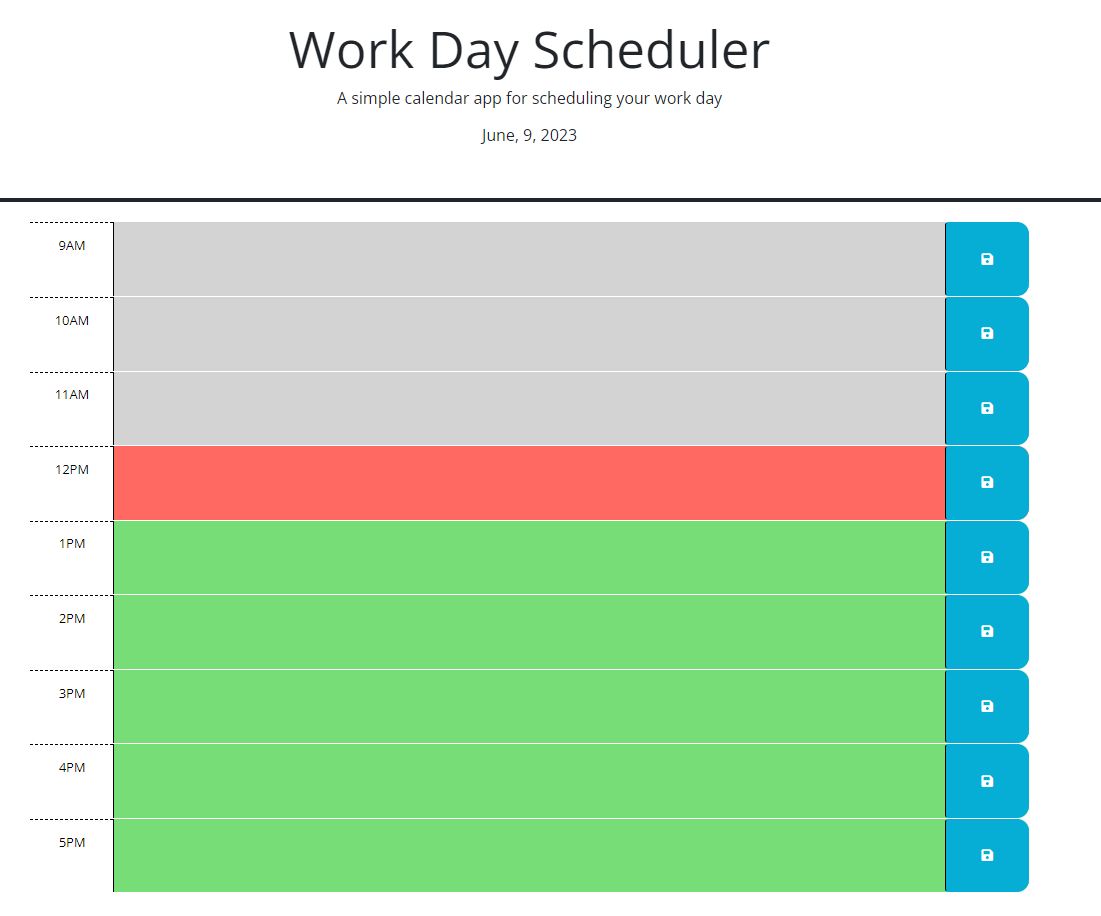 Work Day Scheduler
A simple calendar app for scheduling your work day
June, 9, 2023
9AM
10AM
11AM
12PM
1PM
2PM
3PM
4PM
5PM